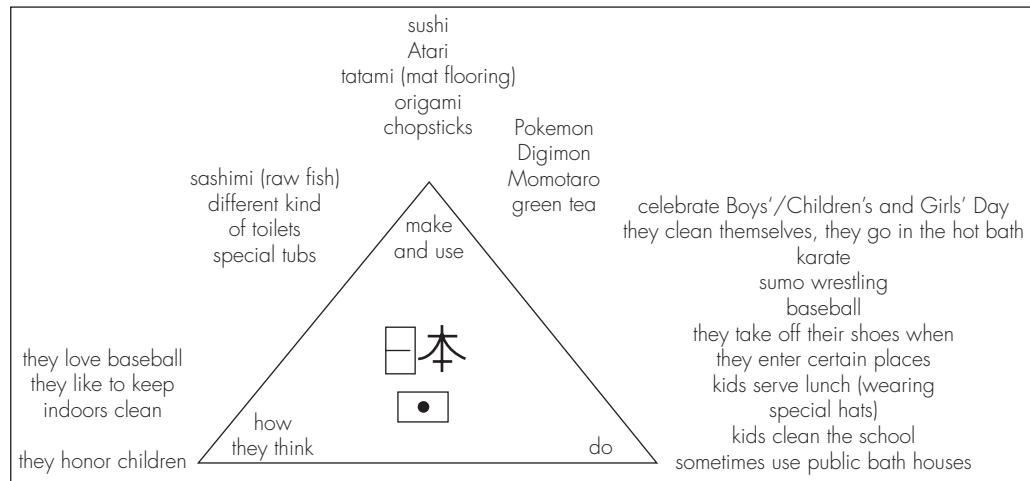 sushi
Atari
tatami (mat flooring)
origami
chopsticks
Pokemon
Digimon
Momotaro
green tea
sashimi (raw fish)
different kind
of toilets
special tubs
make
and use
celebrate Boys'/Children's and Girls' Day
they clean themselves, they go in the hot bath
karate
sumo wrestling
baseball
they take off their shoes when
they enter certain places
kids serve lunch (wearing
special hats)
kids clean the school
sometimes use public bath houses
日本
they love baseball
they like to keep
indoors clean
they honor children
how
they think
do